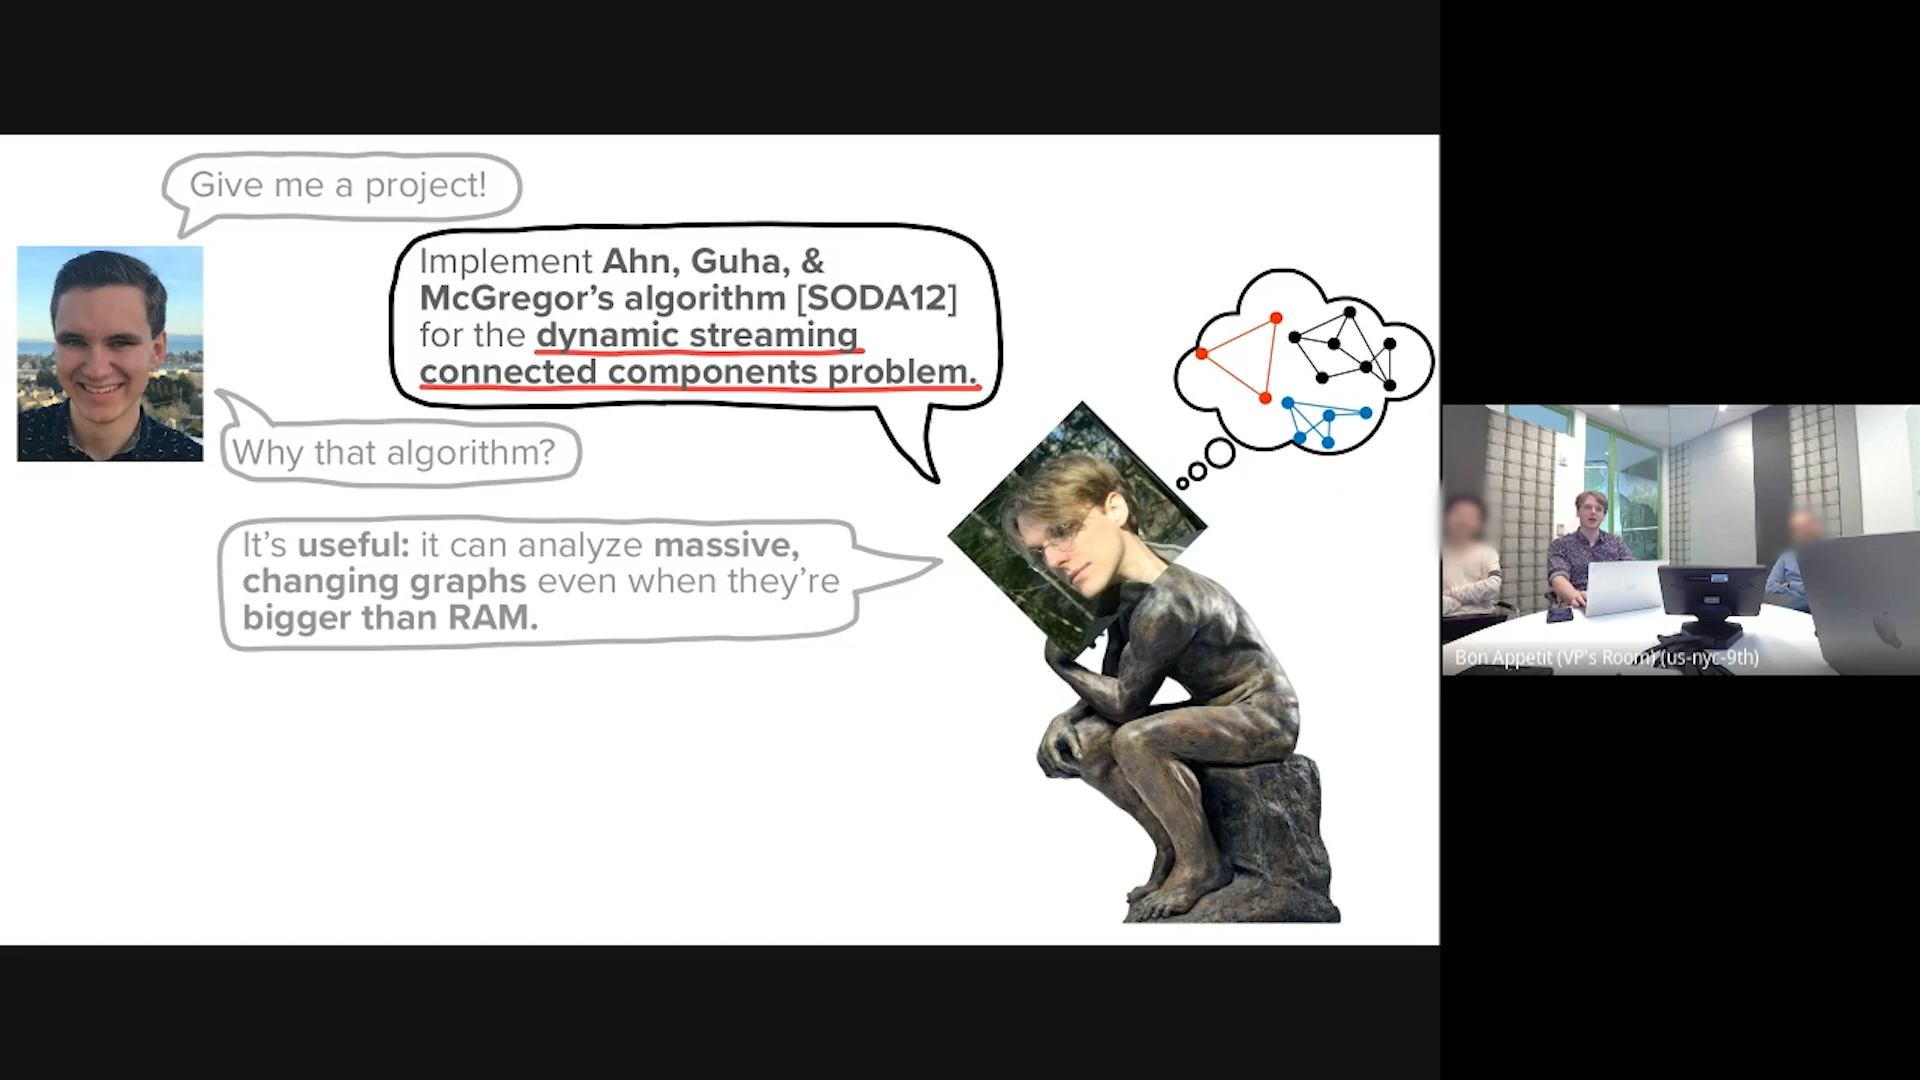 Give me a project!
Implement Ahn, Guha, &
McGregor's algorithm [SODA12]
for the dynamic streaming
connected components problem.
Why that algorithm?
It's useful: it can analyze massive,
changing graphs even when they're
bigger than RAM.
Bon Appetit (VP's Room) (us-nyc-9th)